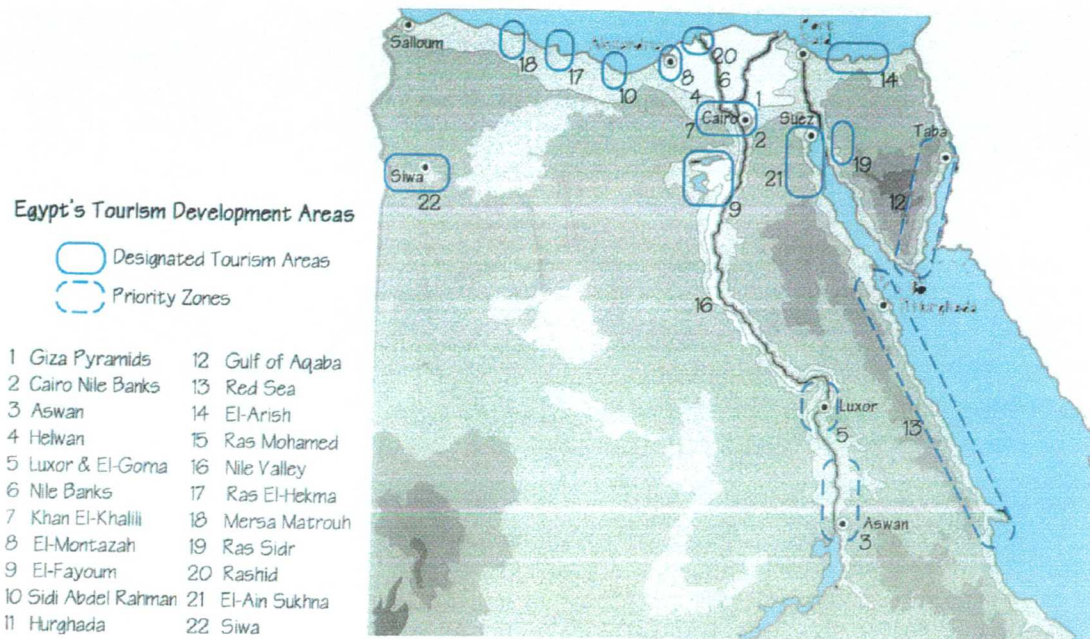 Egypt's Tourism Development Areas
Designated Tourism Areas
Priority Zones
1 Giza Pyramids
2 Cairo Nile Banks
3 Aswan
4 Helwan
5 Luxor & El-Gorna
6 Nile Banks
7 Khan El-Khalili
8 El-Montazah
9 El-Fayoum
10 Sidi Abdel Rahman
11 Hurghada
12 Gulf of Aqaba
13 Red Sea
14 El-Arish
15 Ras Mohamed
16 Nile Valley
17 Ras El-Hekma
18 Mersa Matrouh
19 Ras Sidr
20 Rashid
21 El-Ain Sukhna
22 Siwa
Salloum
18
17
10
8
20
6
14
4
1
7
Cairo
2
Suez
Taba
19
21
Siwa
22
9
12
16
Hurghada
Luxor
5
13
Aswan
3